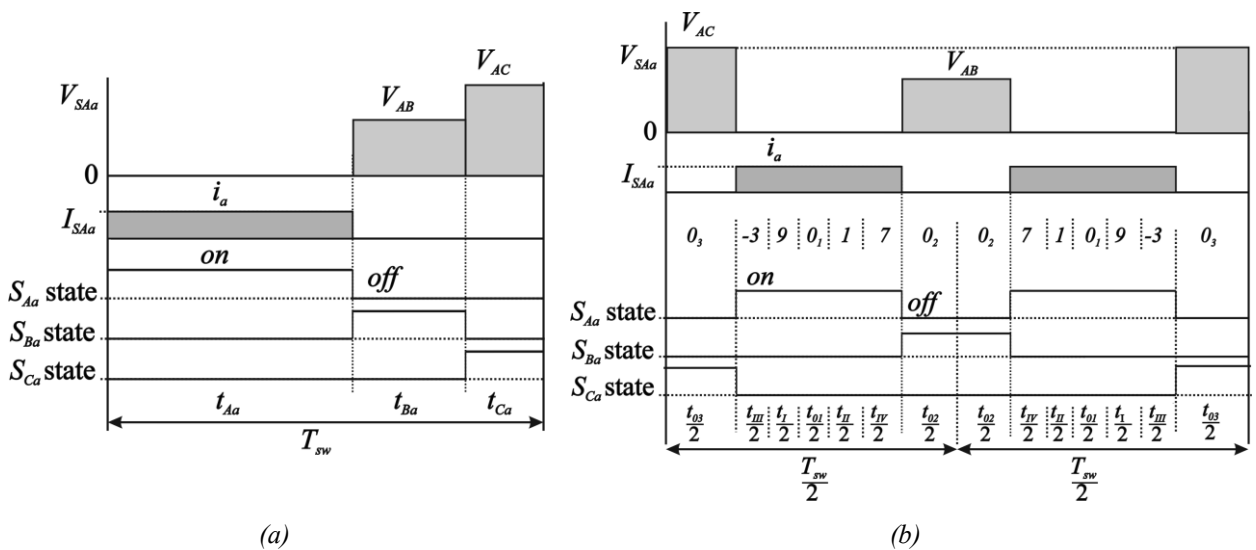 V_AC
V_SAa
V_AB
0
i_a
I_SAa
on
off
S_Aa state
S_Ba state
S_Ca state
t_Aa t_Ba t_Ca
T_sw
(a)
V_AC
V_SAa
V_AB
0
i_a
I_SAa
0_3 -3 9 0_1 1 7 0_2 0_2 7 1 0_1 9 -3 0_3
on
off
S_Aa state
S_Ba state
S_Ca state
t_03/2 t_III/2 t_I/2 t_01/2 t_II/2 t_IV/2 t_02/2 t_02/2 t_IV/2 t_II/2 t_01/2 t_1/2 t_III/2 t_03/2
T_sw/2 T_sw/2
(b)